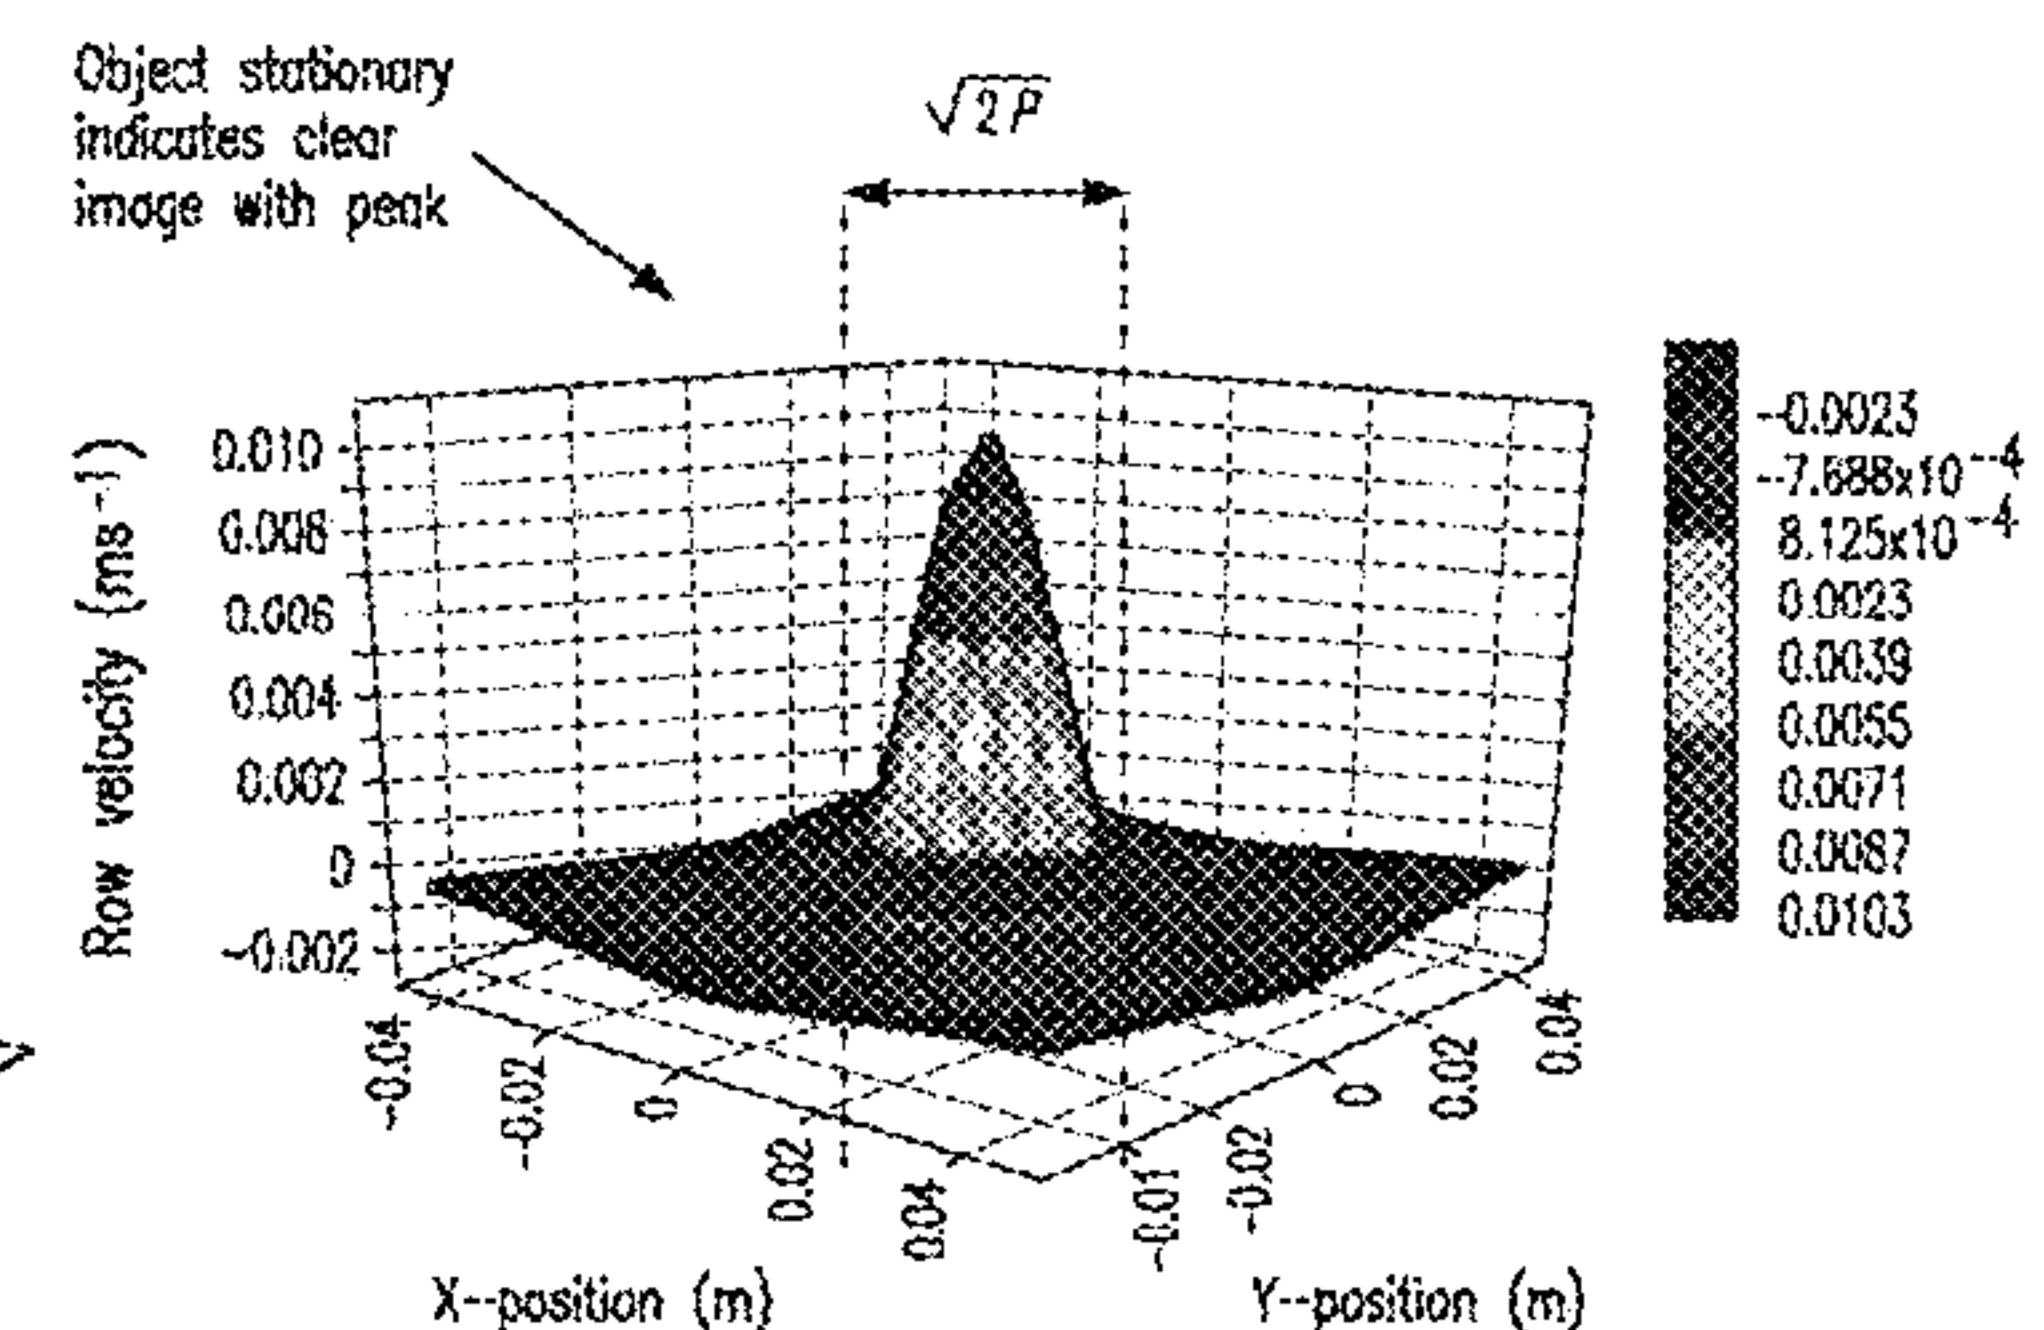 Object stationary
indicates clear
image with peak
√2P
Row velocity (ms⁻¹)
0.010
0.008
0.006
0.004
0.002
0
-0.002
-0.04
-0.02
0
0.02
0.04
X--position (m)
-0.01
-0.02
0
0.02
0.04
Y--position (m)
-0.0023
-7.688x10⁻⁴
8.125x10⁻⁴
0.0023
0.0039
0.0055
0.0071
0.0087
0.0103